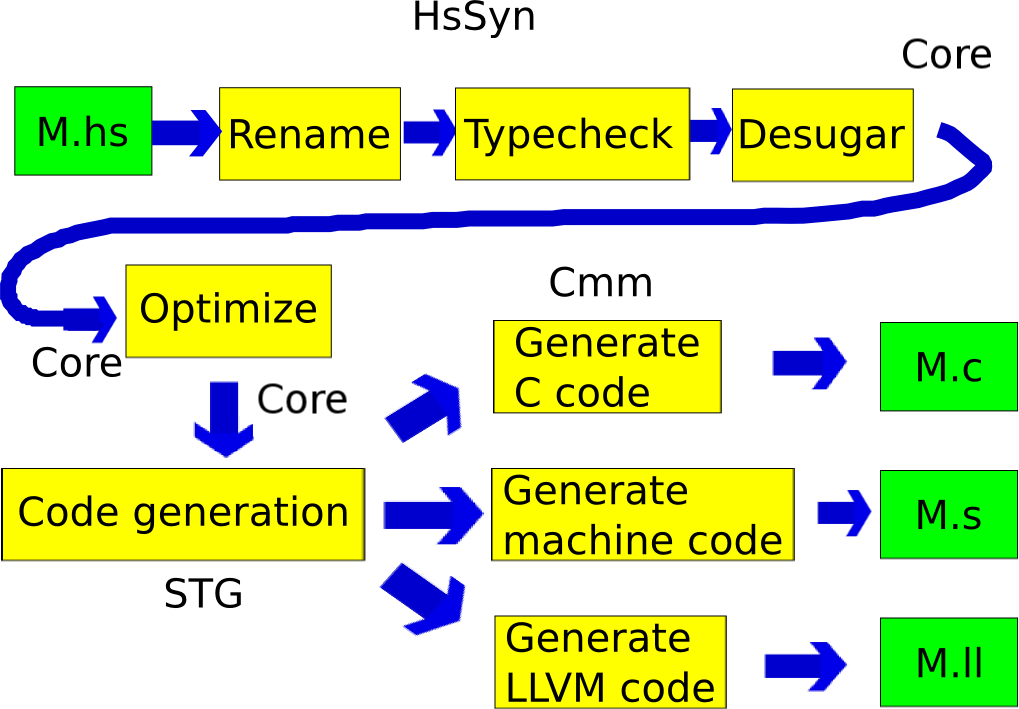 HsSyn
Core
M.hs
Rename
Typecheck
Desugar
Optimize
Core
Core
Cmm
Generate
C code
M.c
Code generation
STG
Generate
machine code
M.s
Generate
LLVM code
M.ll